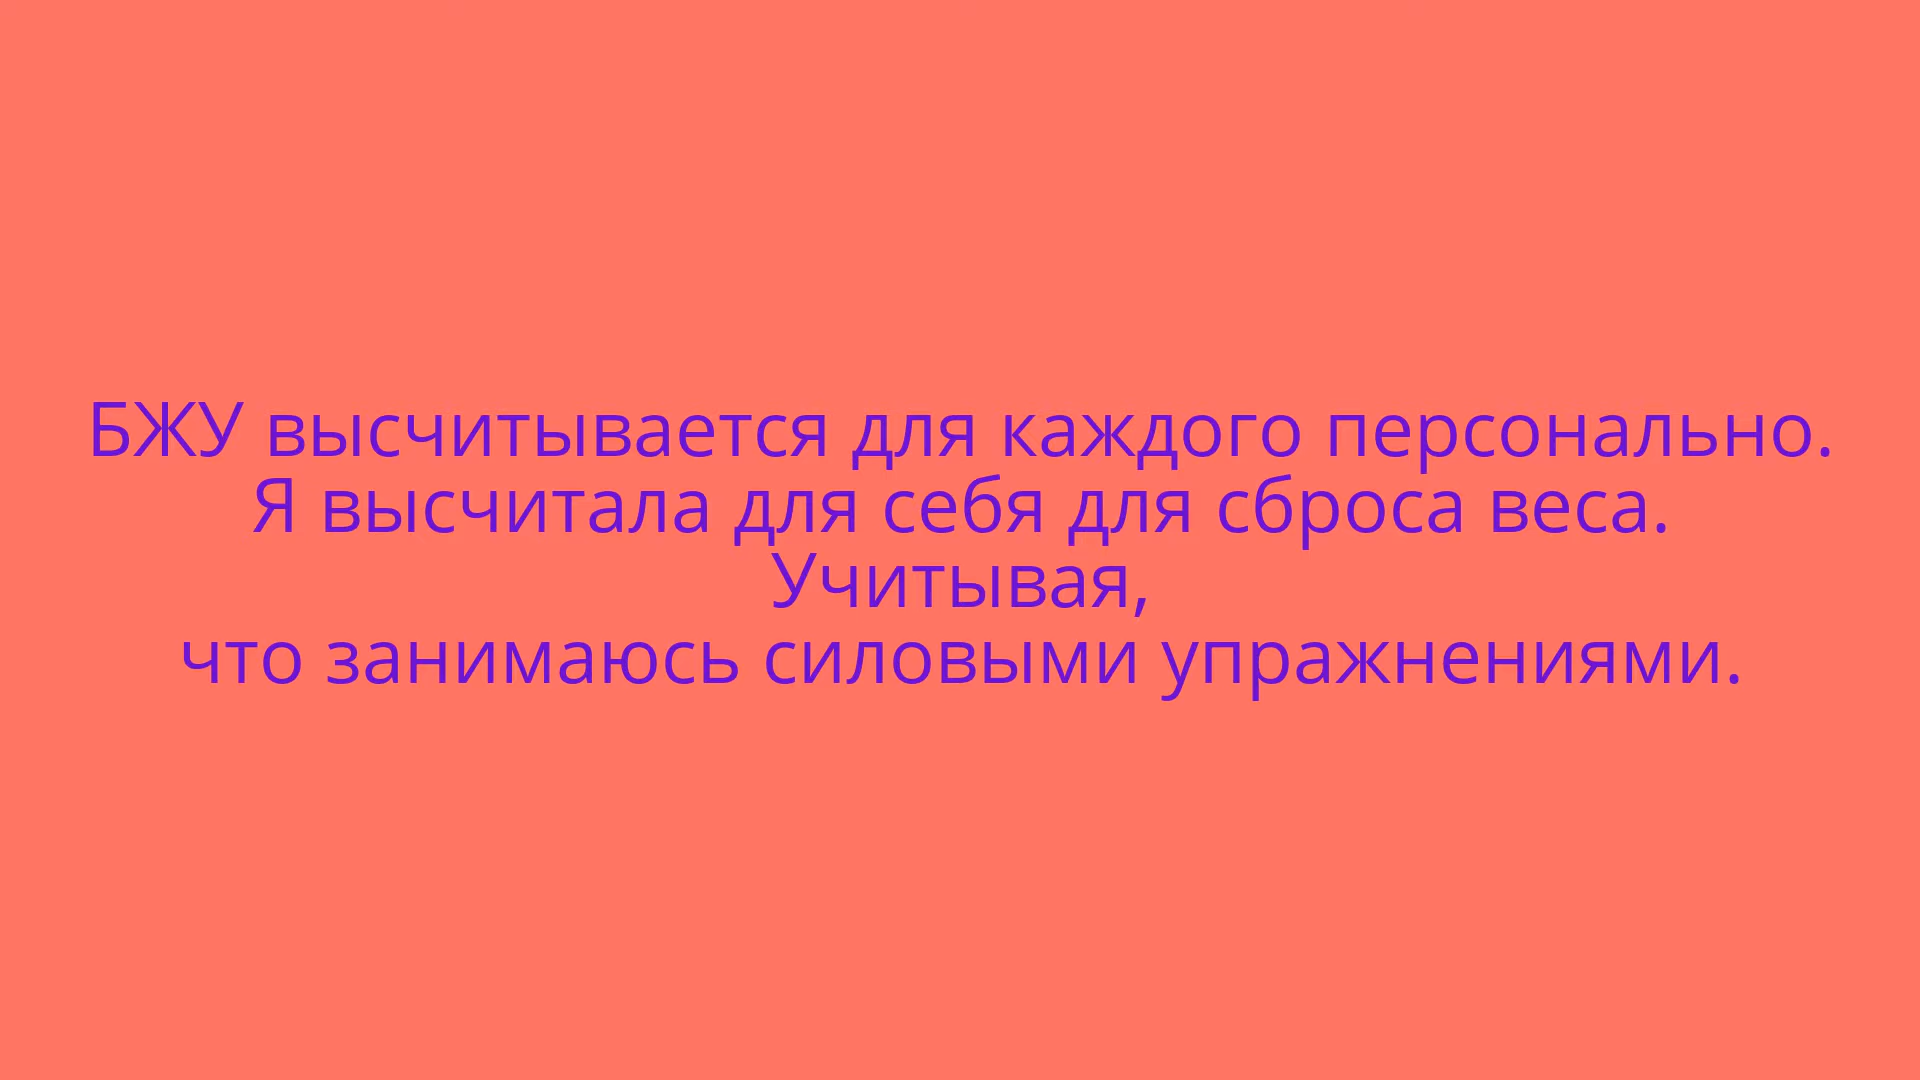 БЖУ высчитывается для каждого персонально.
Я высчитала для себя для сброса веса.
Учитывая,
что занимаюсь силовыми упражнениями.